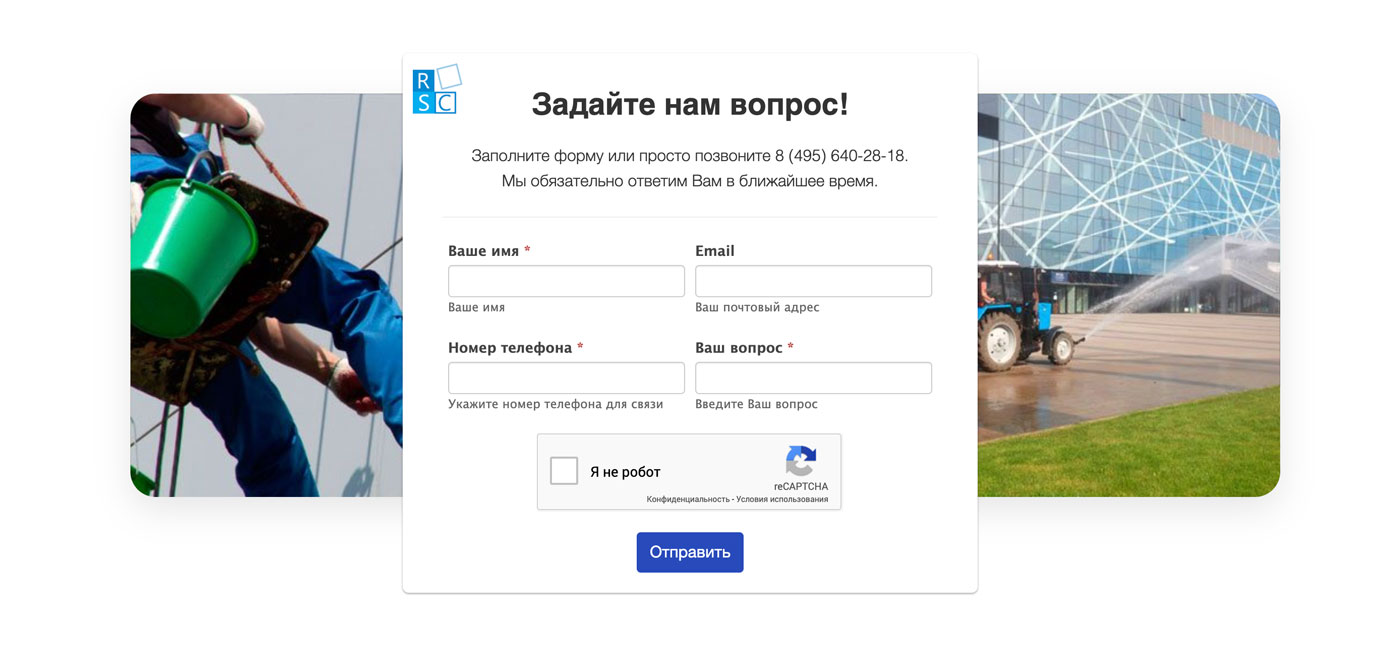 R
SC
Задайте нам вопрос!
Заполните форму или просто позвоните 8 (495) 640-28-18.
Мы обязательно ответим Вам в ближайшее время.
Ваше имя *
Email
Ваше имя
Ваш почтовый адрес
Номер телефона *
Ваш вопрос *
Укажите номер телефона для связи
Введите Ваш вопрос
Я не робот
reCAPTCHA
Конфиденциальность - Условия использования
Отправить